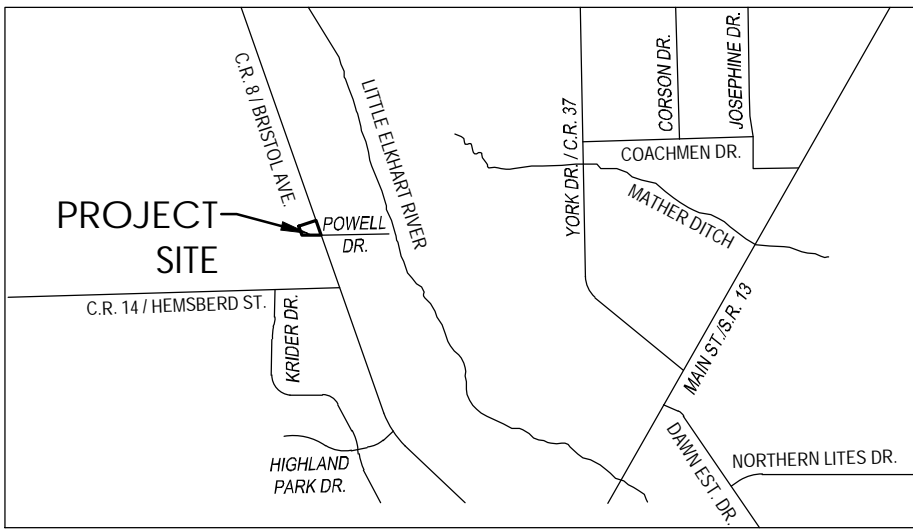 C.R. 8 / BRISTOL AVE.
LITTLE ELKHART RIVER
YORK DR. / C.R. 37
CORSON DR.
JOSEPHINE DR.
COACHMEN DR.
MATHER DITCH
PROJECT
SITE
POWELL
DR.
C.R. 14 / HEMSBERD ST.
KRIDER DR.
MAIN ST./S.R. 13
HIGHLAND
PARK DR.
DAWN EST. DR.
NORTHERN LITES DR.